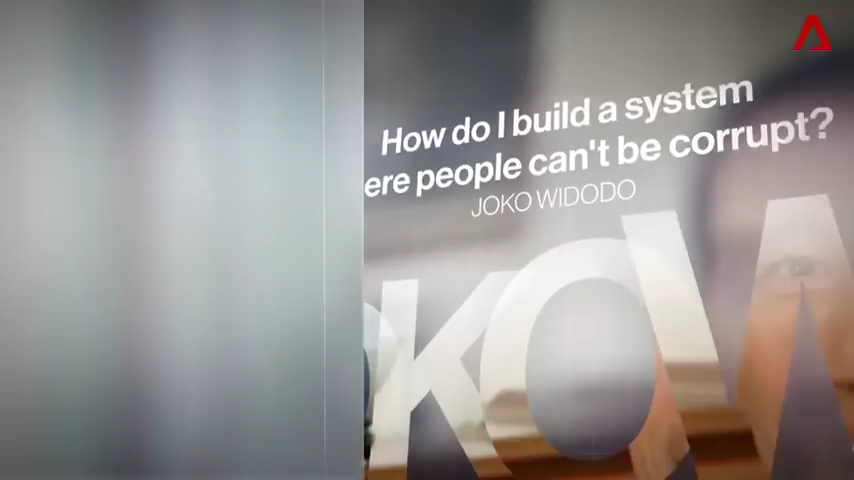 How do I build a system
ere people can't be corrupt?
JOKO WIDODO
KOW